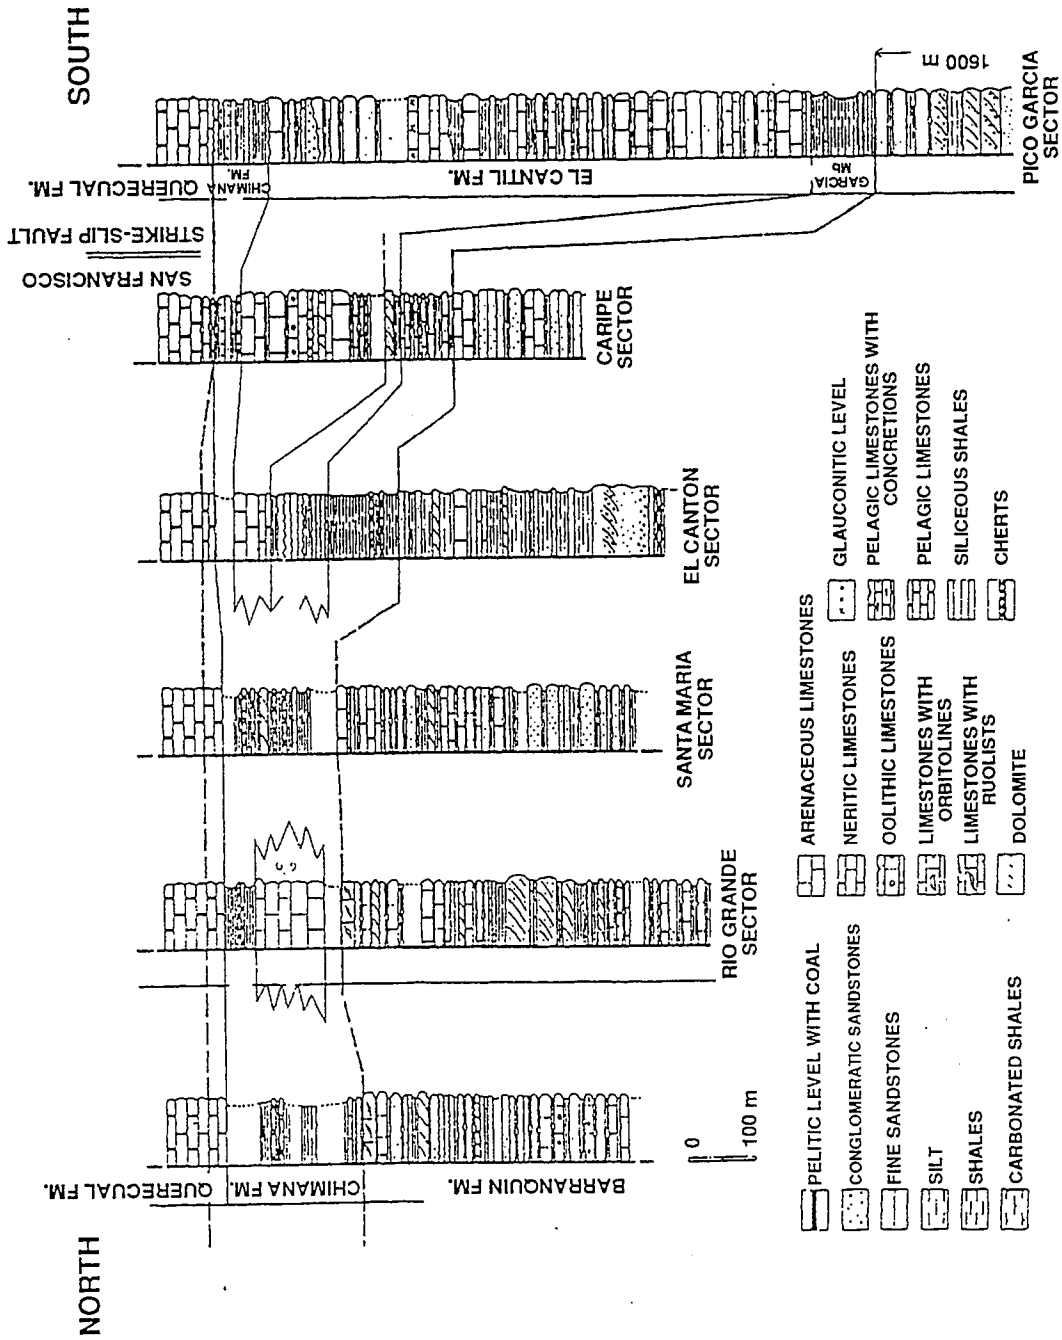 NORTH
SOUTH
QUERECUAL FM.
CHIMANA FM.
BARRANQUIN FM.
SAN FRANCISCO
STRIKE-SLIP FAULT
QUERECUAL FM.
CHIMANA
FM.
EL CANTIL FM.
GARCIA
Mb
1600 m
RIO GRANDE
SECTOR
SANTA MARIA
SECTOR
EL CANTON
SECTOR
CARIPE
SECTOR
PICO GARCIA
SECTOR
0
100 m
PELITIC LEVEL WITH COAL
CONGLOMERATIC SANDSTONES
FINE SANDSTONES
SILT
SHALES
CARBONATED SHALES
ARENACEOUS LIMESTONES
NERITIC LIMESTONES
OOLITHIC LIMESTONES
LIMESTONES WITH
ORBITOLINES
LIMESTONES WITH
RUOLISTS
DOLOMITE
GLAUCONITIC LEVEL
PELAGIC LIMESTONES WITH
CONCRETIONS
PELAGIC LIMESTONES
SILICEOUS SHALES
CHERTS